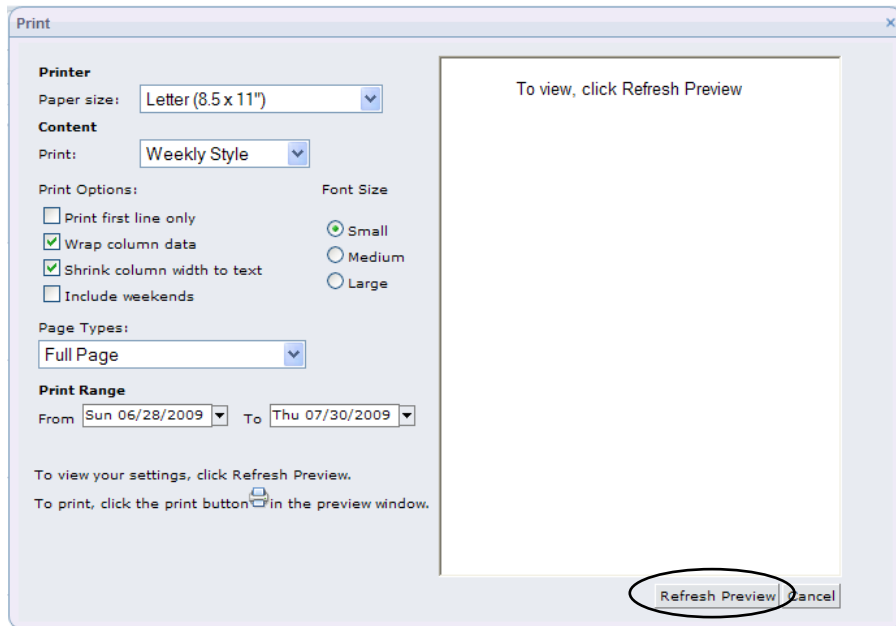 Print
Printer
Paper size: Letter (8.5 x 11")
Content
Print: Weekly Style
Print Options:
Print first line only
Wrap column data
Shrink column width to text
Include weekends
Font Size
Small
Medium
Large
Page Types:
Full Page
Print Range
From Sun 06/28/2009 To Thu 07/30/2009
To view your settings, click Refresh Preview.
To print, click the print button in the preview window.
To view, click Refresh Preview
Refresh Preview Cancel